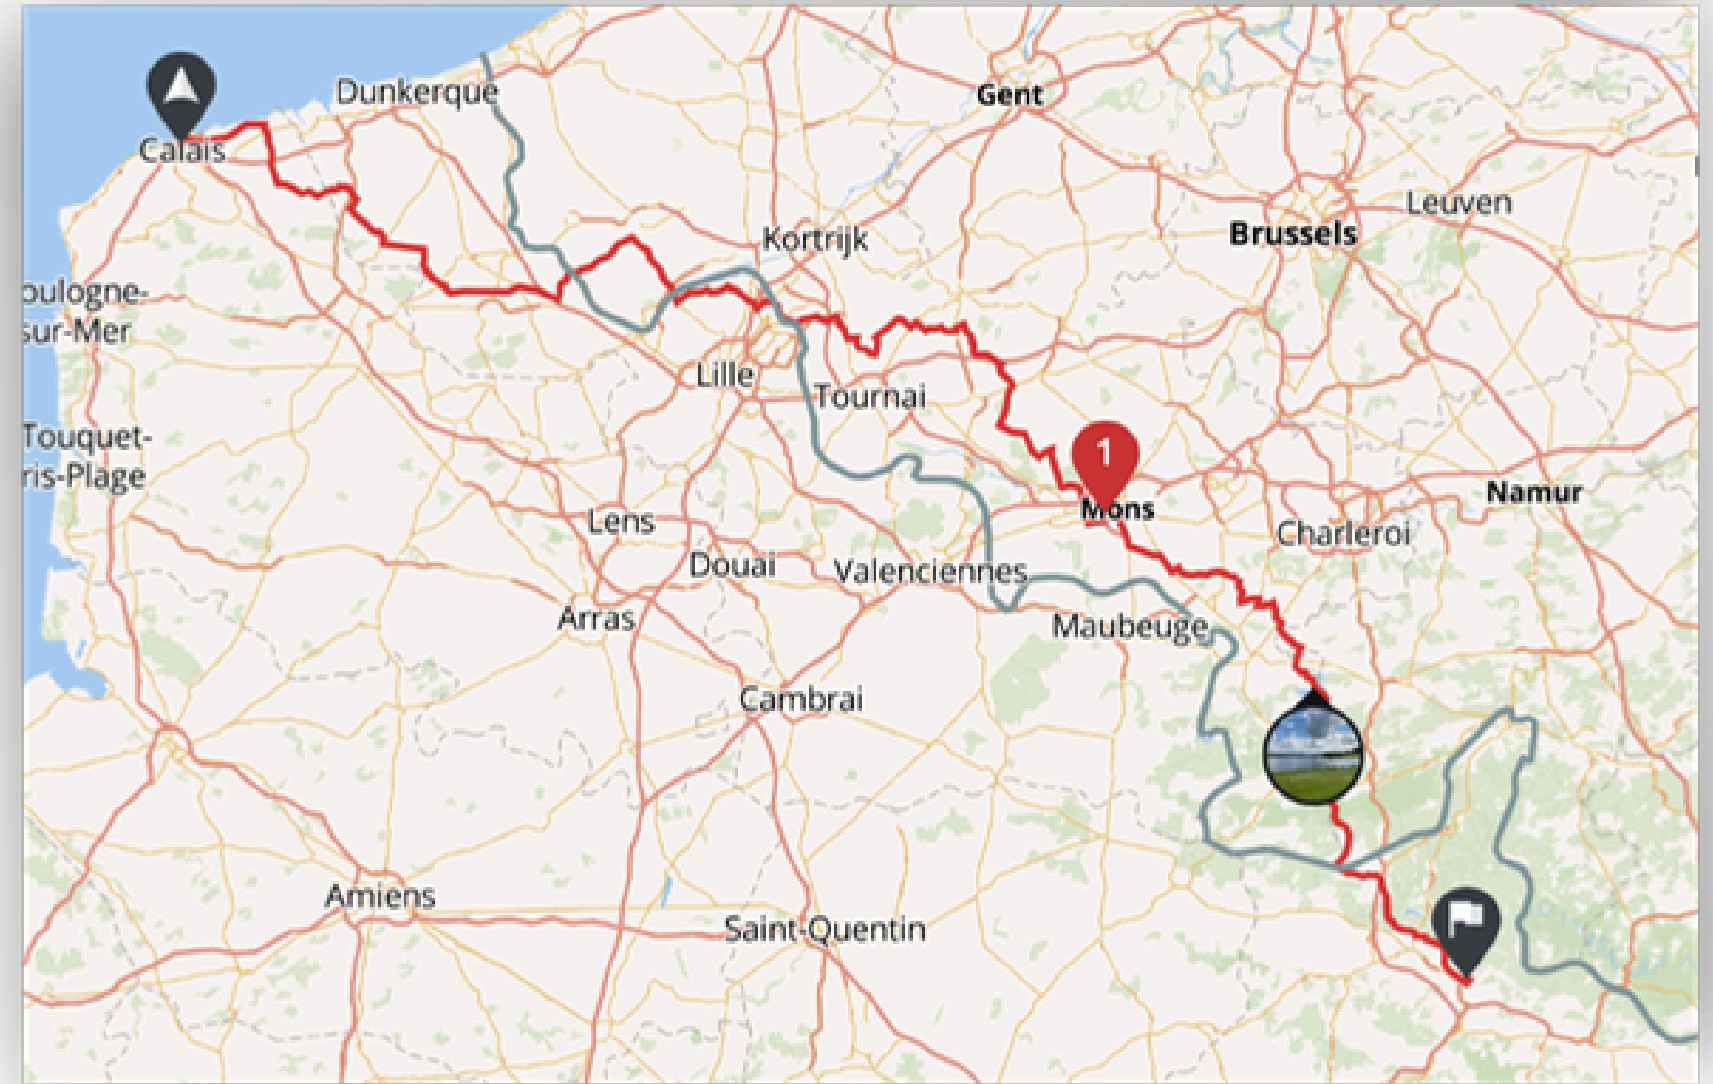 Dunkerque
Gent
Calais
Leuven
Kortrijk
Brussels
oulogne-
sur-Mer
Lille
Tournai
Touquet-
ris-Plage
1
Namur
Mons
Lens
Charleroi
Douai
Valenciennes
Arras
Maubeuge
Cambrai
Amiens
Saint-Quentin